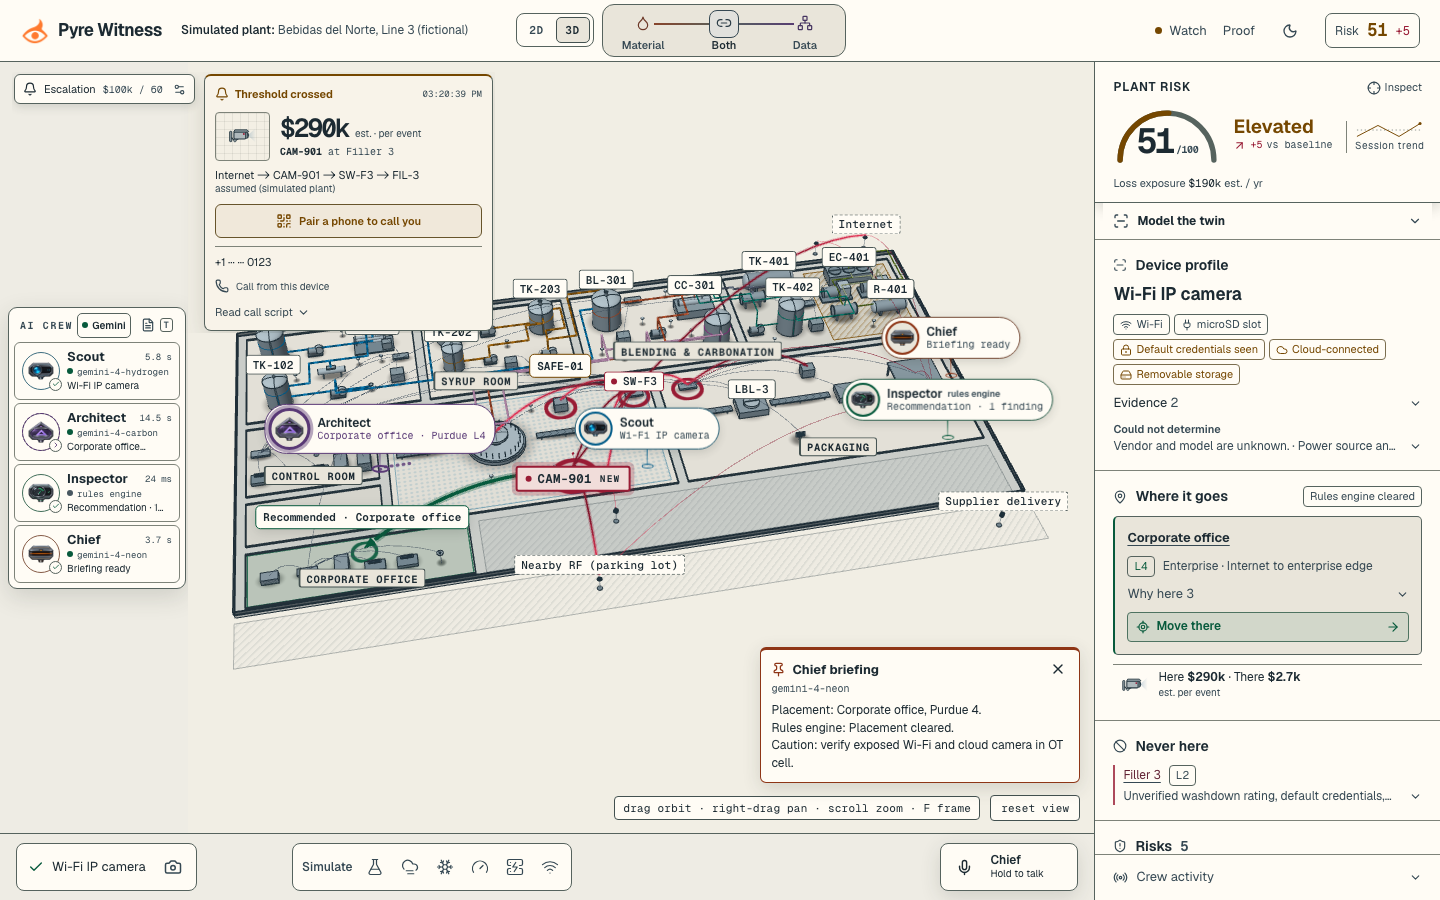 Pyre Witness
Simulated plant: Bebidas del Norte, Line 3 (fictional)
2D
3D
Material
Both
Data
Watch
Proof
Risk 51 +5
Escalation $100k / 60
Threshold crossed
03:20:39 PM
$290k est. · per event
CAM-901 at Filler 3
Internet → CAM-901 → SW-F3 → FIL-3
assumed (simulated plant)
Pair a phone to call you
+1 ··· ··· 0123
Call from this device
Read call script
AI CREW
Gemini
T
Scout
5.8 s
gemini-4-hydrogen
Wi-Fi IP camera
Architect
14.5 s
gemini-4-carbon
Corporate office...
Inspector
24 ms
rules engine
Recommendation · 1...
Chief
3.7 s
gemini-4-neon
Briefing ready
Internet
TK-401
EC-401
TK-203
BL-301
CC-301
TK-402
R-401
TK-202
TK-102
SAFE-01
BLENDING & CARBONATION
Chief
Briefing ready
SYRUP ROOM
SW-F3
LBL-3
Inspector rules engine
Recommendation · 1 finding
Architect
Corporate office · Purdue L4
Scout
Wi-Fi IP camera
PACKAGING
CONTROL ROOM
CAM-901 NEW
Supplier delivery
Recommended · Corporate office
Nearby RF (parking lot)
CORPORATE OFFICE
Chief briefing
gemini-4-neon
Placement: Corporate office, Purdue 4.
Rules engine: Placement cleared.
Caution: verify exposed Wi-Fi and cloud camera in OT
cell.
drag orbit · right-drag pan · scroll zoom · F frame
reset view
Wi-Fi IP camera
Simulate
Chief
Hold to talk
PLANT RISK
Inspect
51/100
Elevated
+5 vs baseline
Session trend
Loss exposure $190k est. / yr
Model the twin
Device profile
Wi-Fi IP camera
Wi-Fi
microSD slot
Default credentials seen
Cloud-connected
Removable storage
Evidence 2
Could not determine
Vendor and model are unknown. · Power source an...
Where it goes
Rules engine cleared
Corporate office
L4 Enterprise · Internet to enterprise edge
Why here 3
Move there
Here $290k · There $2.7k
est. per event
Never here
Filler 3 L2
Unverified washdown rating, default credentials,...
Risks 5
Crew activity